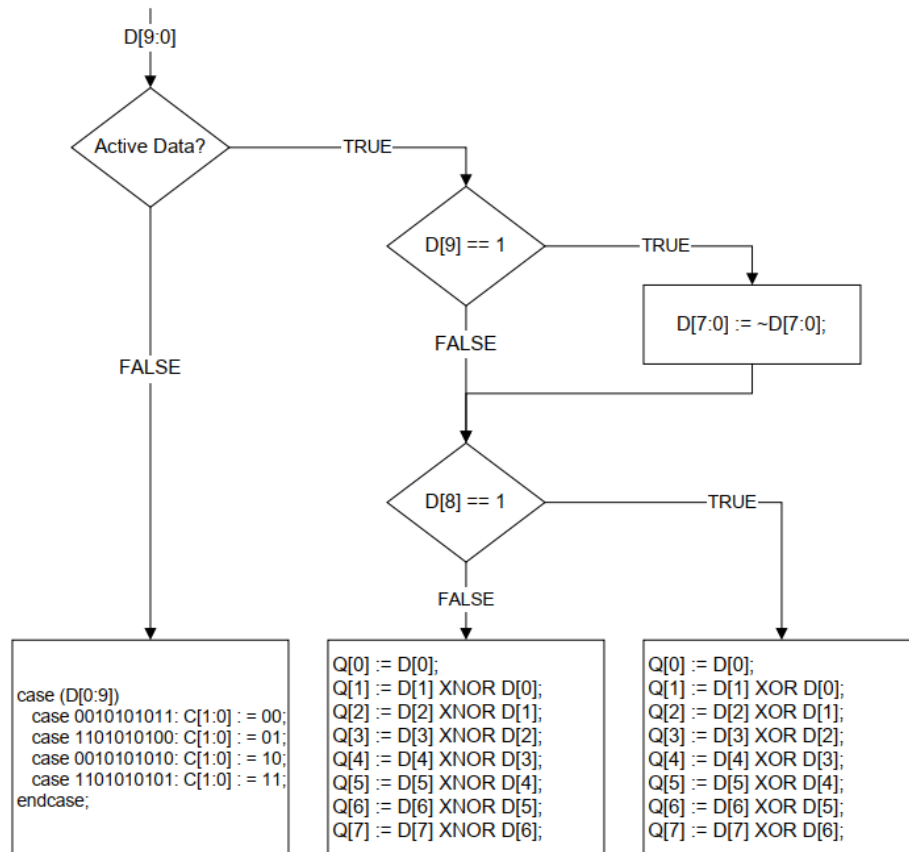 D[9:0]
Active Data?
TRUE
D[9] == 1
TRUE
D[7:0] := ~D[7:0];
FALSE
FALSE
D[8] == 1
TRUE
FALSE
case (D[0:9])
case 0010101011: C[1:0] : = 00;
case 1101010100: C[1:0] : = 01;
case 0010101010: C[1:0] : = 10;
case 1101010101: C[1:0] : = 11;
endcase;
Q[0] := D[0];
Q[1] := D[1] XNOR D[0];
Q[2] := D[2] XNOR D[1];
Q[3] := D[3] XNOR D[2];
Q[4] := D[4] XNOR D[3];
Q[5] := D[5] XNOR D[4];
Q[6] := D[6] XNOR D[5];
Q[7] := D[7] XNOR D[6];
Q[0] := D[0];
Q[1] := D[1] XOR D[0];
Q[2] := D[2] XOR D[1];
Q[3] := D[3] XOR D[2];
Q[4] := D[4] XOR D[3];
Q[5] := D[5] XOR D[4];
Q[6] := D[6] XOR D[5];
Q[7] := D[7] XOR D[6];